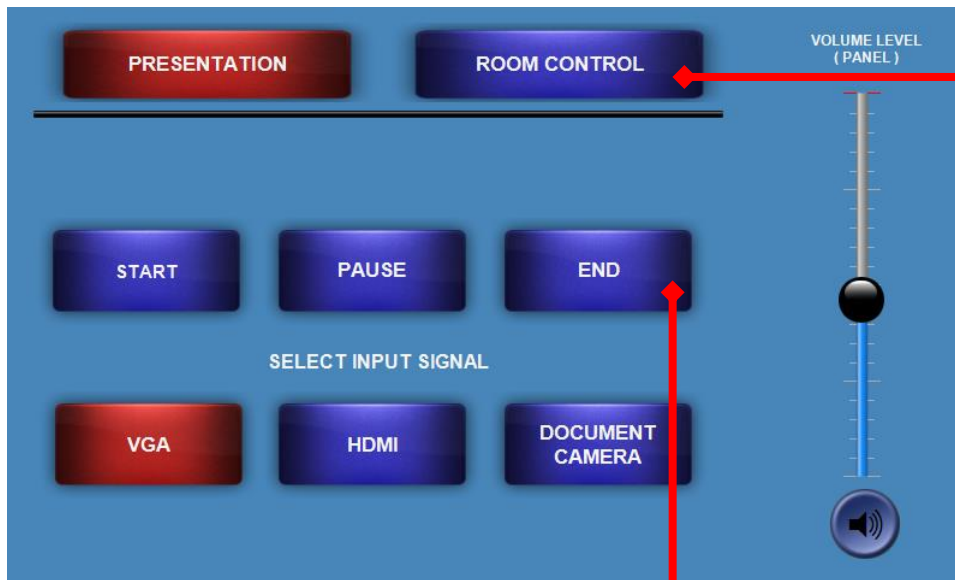 PRESENTATION
ROOM CONTROL
VOLUME LEVEL
( PANEL )
START
PAUSE
END
SELECT INPUT SIGNAL
VGA
HDMI
DOCUMENT
CAMERA